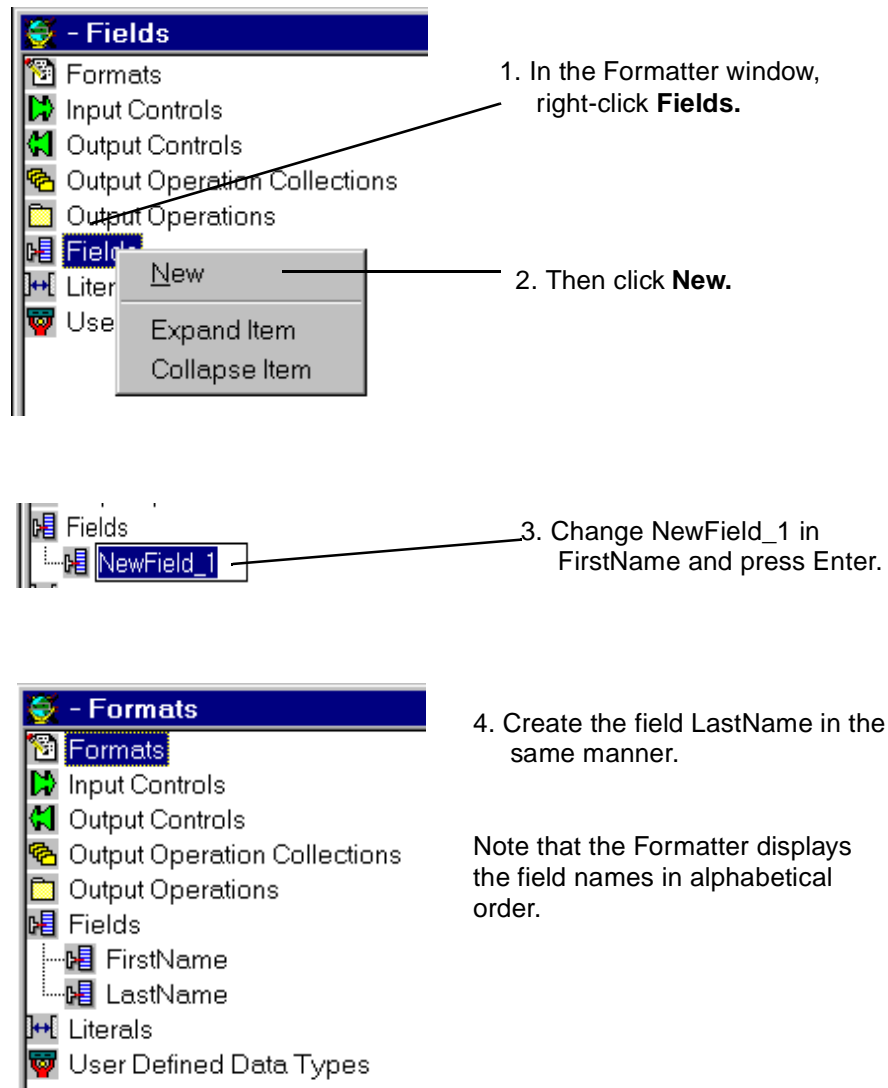 - Fields
Formats
Input Controls
Output Controls
Output Operation Collections
Output Operations
Fields
Liter
Use
New
Expand Item
Collapse Item
1. In the Formatter window,
right-click Fields.
2. Then click New.
Fields
NewField_1
3. Change NewField_1 in
FirstName and press Enter.
- Formats
Formats
Input Controls
Output Controls
Output Operation Collections
Output Operations
Fields
FirstName
LastName
Literals
User Defined Data Types
4. Create the field LastName in the
same manner.
Note that the Formatter displays
the field names in alphabetical
order.